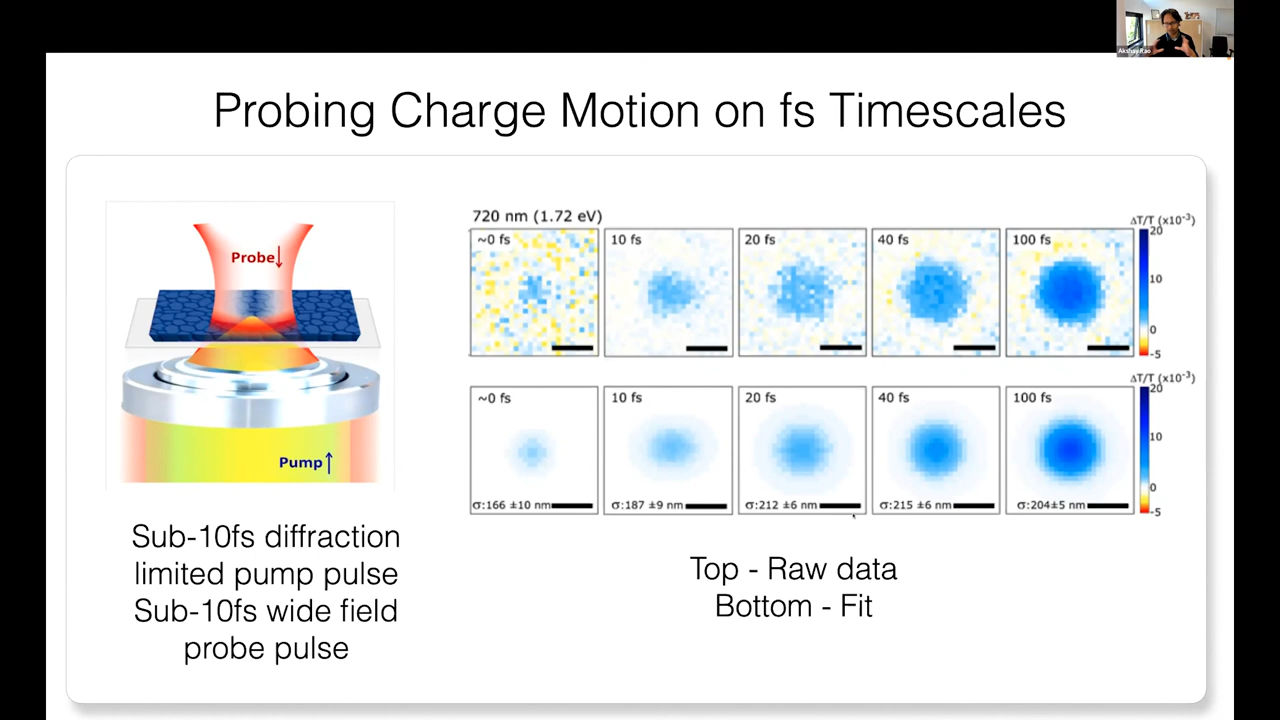 Akshay Rao
Probing Charge Motion on fs Timescales
Probe↓
Pump↑
Sub-10fs diffraction
limited pump pulse
Sub-10fs wide field
probe pulse
720 nm (1.72 eV)
~0 fs
10 fs
20 fs
40 fs
100 fs
ΔT/T (x10⁻³)
20
10
0
-5
~0 fs
10 fs
20 fs
40 fs
100 fs
σ:166 ±10 nm
σ:187 ±9 nm
σ:212 ±6 nm
σ:215 ±6 nm
σ:204±5 nm
ΔT/T (x10⁻³)
20
10
0
-5
Top - Raw data
Bottom - Fit